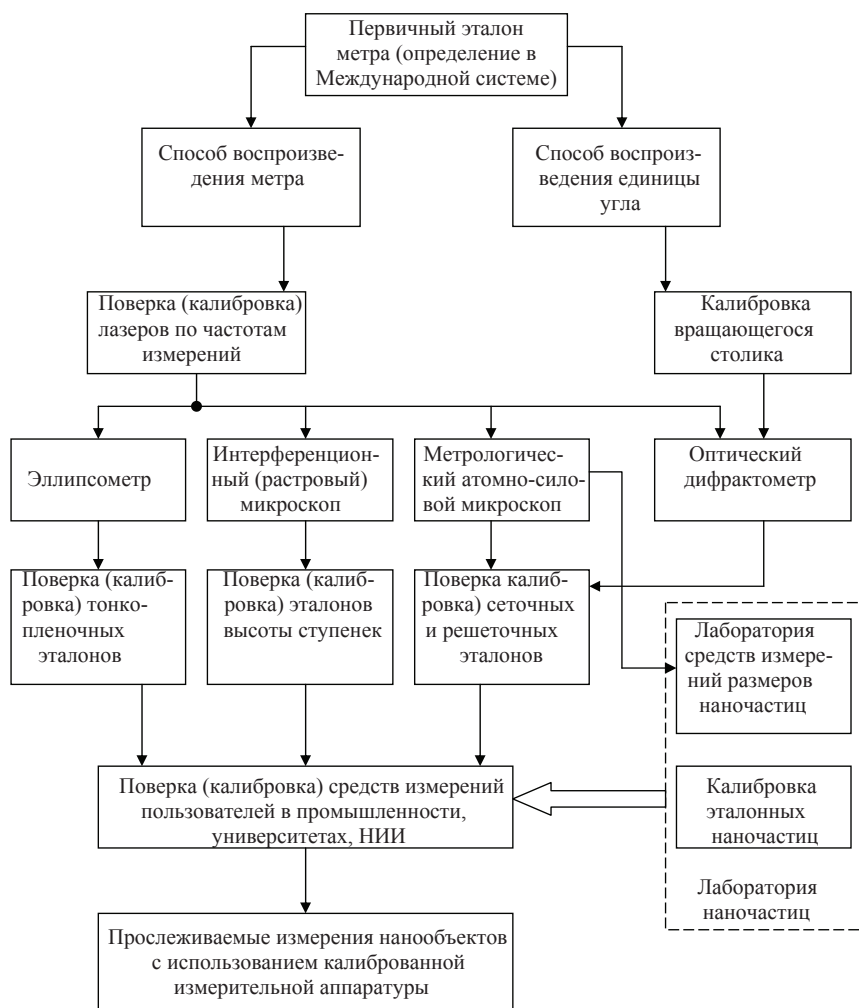 Первичный эталон
метра (определение в
Международной системе)
Способ воспроизве-
дения метра
Способ воспроиз-
ведения единицы
угла
Поверка (калибровка)
лазеров по частотам
измерений
Калибровка
вращающегося
столика
Эллипсометр
Интерференцион-
ный (растровый)
микроскоп
Метрологичес-
кий атомно-сило-
вой микроскоп
Оптический
дифрактометр
Поверка (калиб-
ровка) тонко-
пленочных
эталонов
Поверка (калиб-
ровка) эталонов
высоты ступенек
Поверка калиб-
ровка) сеточных
и решеточных
эталонов
Лаборатория
средств измере-
ний размеров
наночастиц
Поверка (калибровка) средств измерений
пользователей в промышленности,
университетах, НИИ
Калибровка
эталонных
наночастиц
Лаборатория
наночастиц
Прослеживаемые измерения нанообъектов
с использованием калиброванной
измерительной аппаратуры